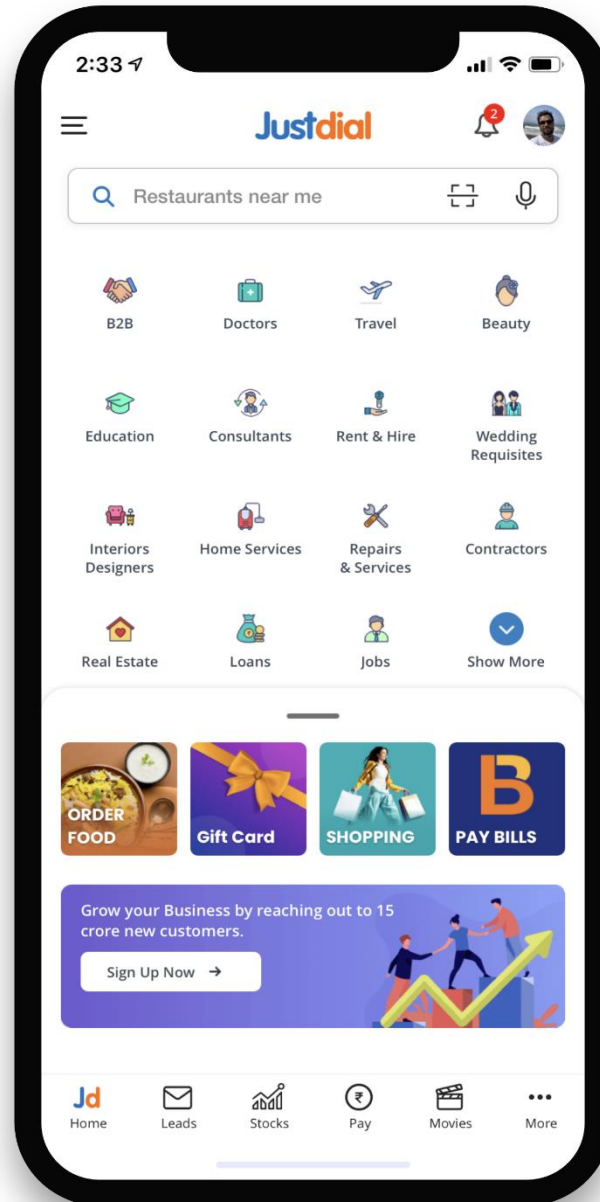 2:33
Justdial
2
Restaurants near me
B2B
Doctors
Travel
Beauty
Education
Consultants
Rent & Hire
Wedding
Requisites
Interiors
Designers
Home Services
Repairs
& Services
Contractors
Real Estate
Loans
Jobs
Show More
ORDER
FOOD
Gift Card
SHOPPING
B
PAY BILLS
Grow your Business by reaching out to 15
crore new customers.
Sign Up Now →
Jd
Home
Leads
Stocks
₹
Pay
Movies
More